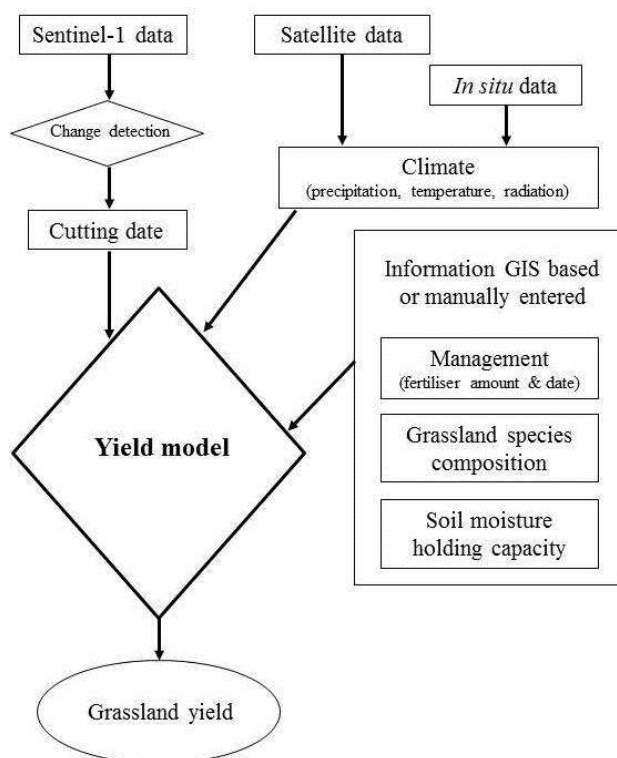 Sentinel-1 data
Satellite data
In situ data
Change detection
Climate
(precipitation, temperature, radiation)
Cutting date
Information GIS based
or manually entered
Management
(fertiliser amount & date)
Grassland species
composition
Soil moisture
holding capacity
Yield model
Grassland yield